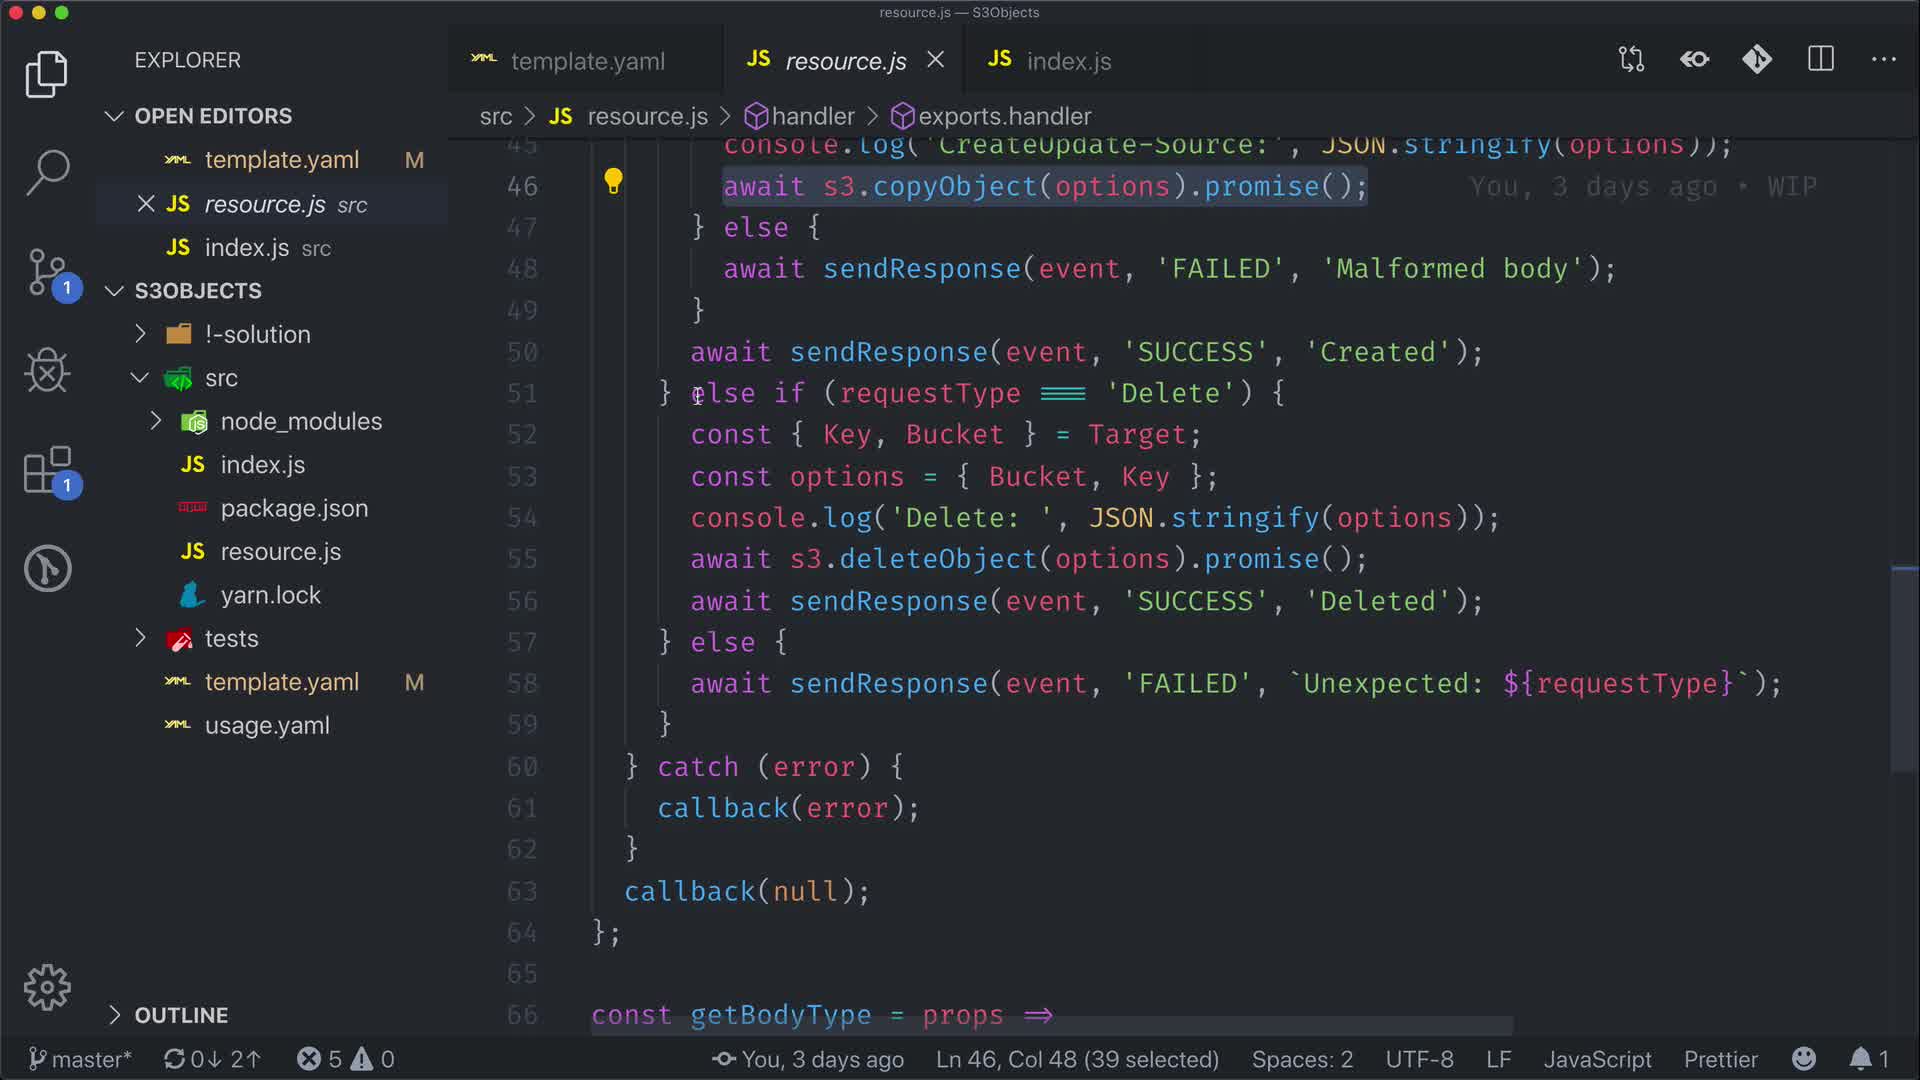 resource.js — S3Objects
EXPLORER
OPEN EDITORS
template.yaml M
JS resource.js src
JS index.js src
S3OBJECTS
!-solution
src
node_modules
JS index.js
package.json
JS resource.js
yarn.lock
tests
template.yaml M
usage.yaml
OUTLINE
1
1
template.yaml
JS resource.js
JS index.js
src > JS resource.js > handler > exports.handler
45 console.log('CreateUpdate-Source:', JSON.stringify(options));
46 await s3.copyObject(options).promise(); You, 3 days ago • WIP
47 } else {
48 await sendResponse(event, 'FAILED', 'Malformed body');
49 }
50 await sendResponse(event, 'SUCCESS', 'Created');
51 } else if (requestType === 'Delete') {
52 const { Key, Bucket } = Target;
53 const options = { Bucket, Key };
54 console.log('Delete: ', JSON.stringify(options));
55 await s3.deleteObject(options).promise();
56 await sendResponse(event, 'SUCCESS', 'Deleted');
57 } else {
58 await sendResponse(event, 'FAILED', `Unexpected: ${requestType}`);
59 }
60 } catch (error) {
61 callback(error);
62 }
63 callback(null);
64 };
65
66 const getBodyType = props =>
master* 0↓ 2↑ 5 0 You, 3 days ago Ln 46, Col 48 (39 selected) Spaces: 2 UTF-8 LF JavaScript Prettier 1